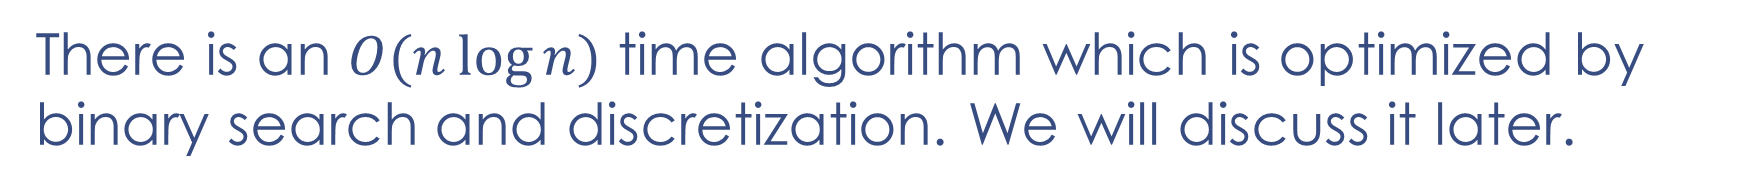 There is an O(n log n) time algorithm which is optimized by
binary search and discretization. We will discuss it later.